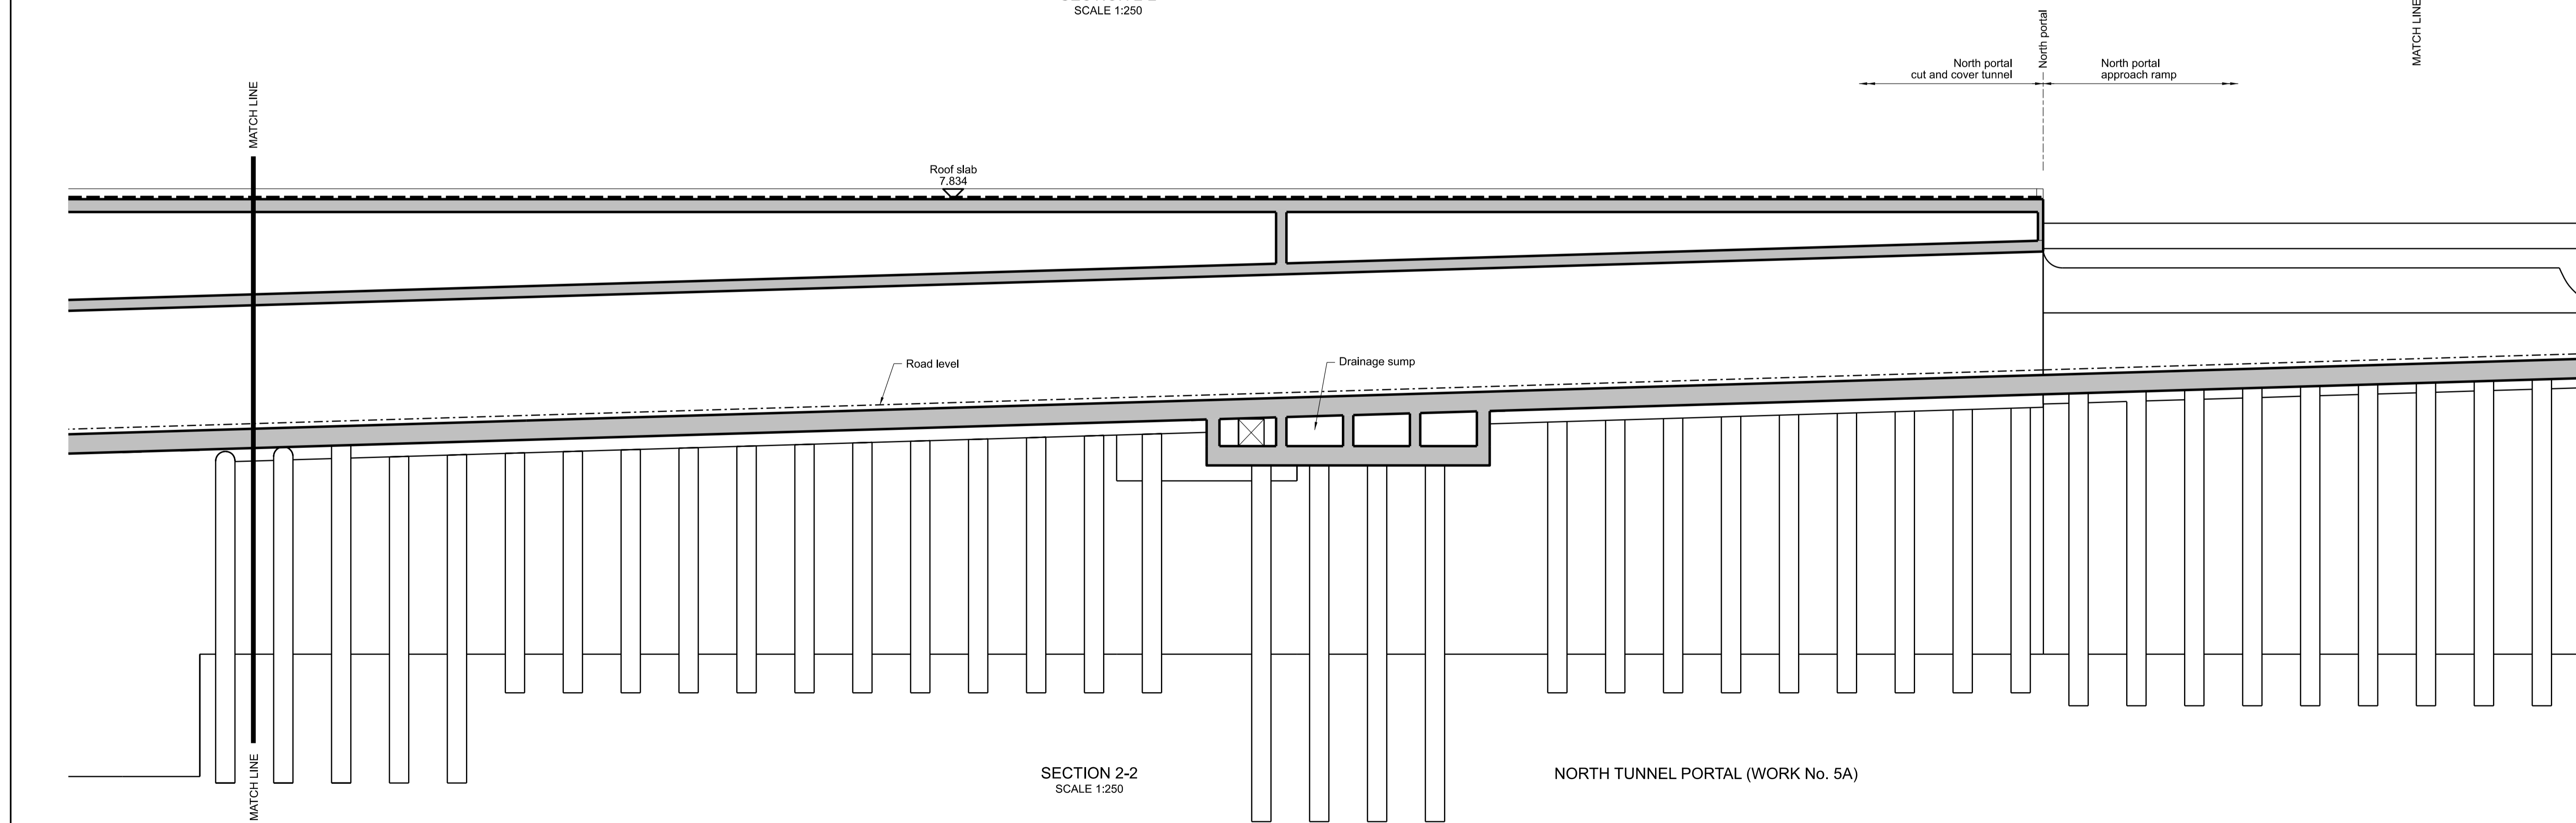 SCALE 1:250
MATCH LINE
North portal
North portal
cut and cover tunnel
North portal
approach ramp
MATCH LINE
Roof slab
7.834
Road level
Drainage sump
MATCH LINE
SECTION 2-2
SCALE 1:250
NORTH TUNNEL PORTAL (WORK No. 5A)